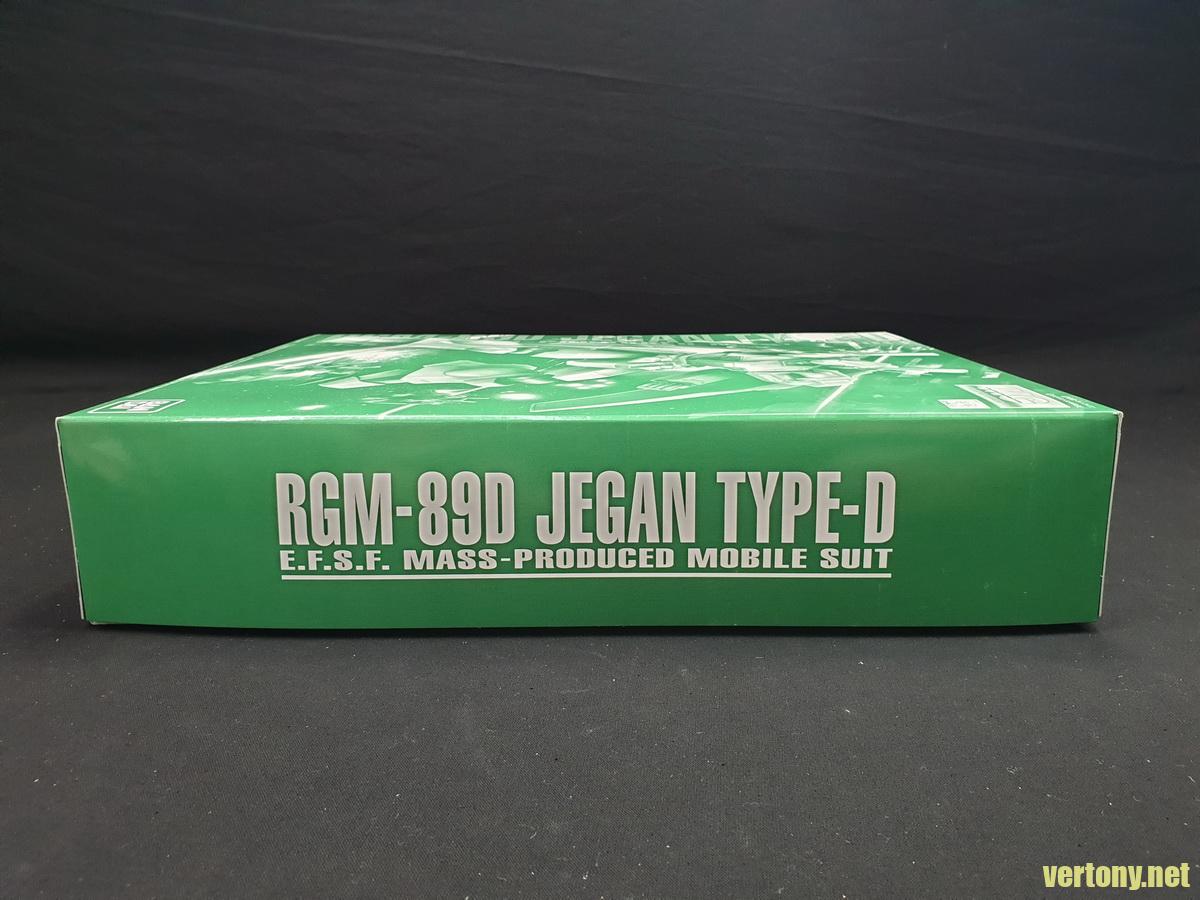 RGM-89D JEGAN TYPE-D
E.F.S.F. MASS-PRODUCED MOBILE SUIT
vertony.net